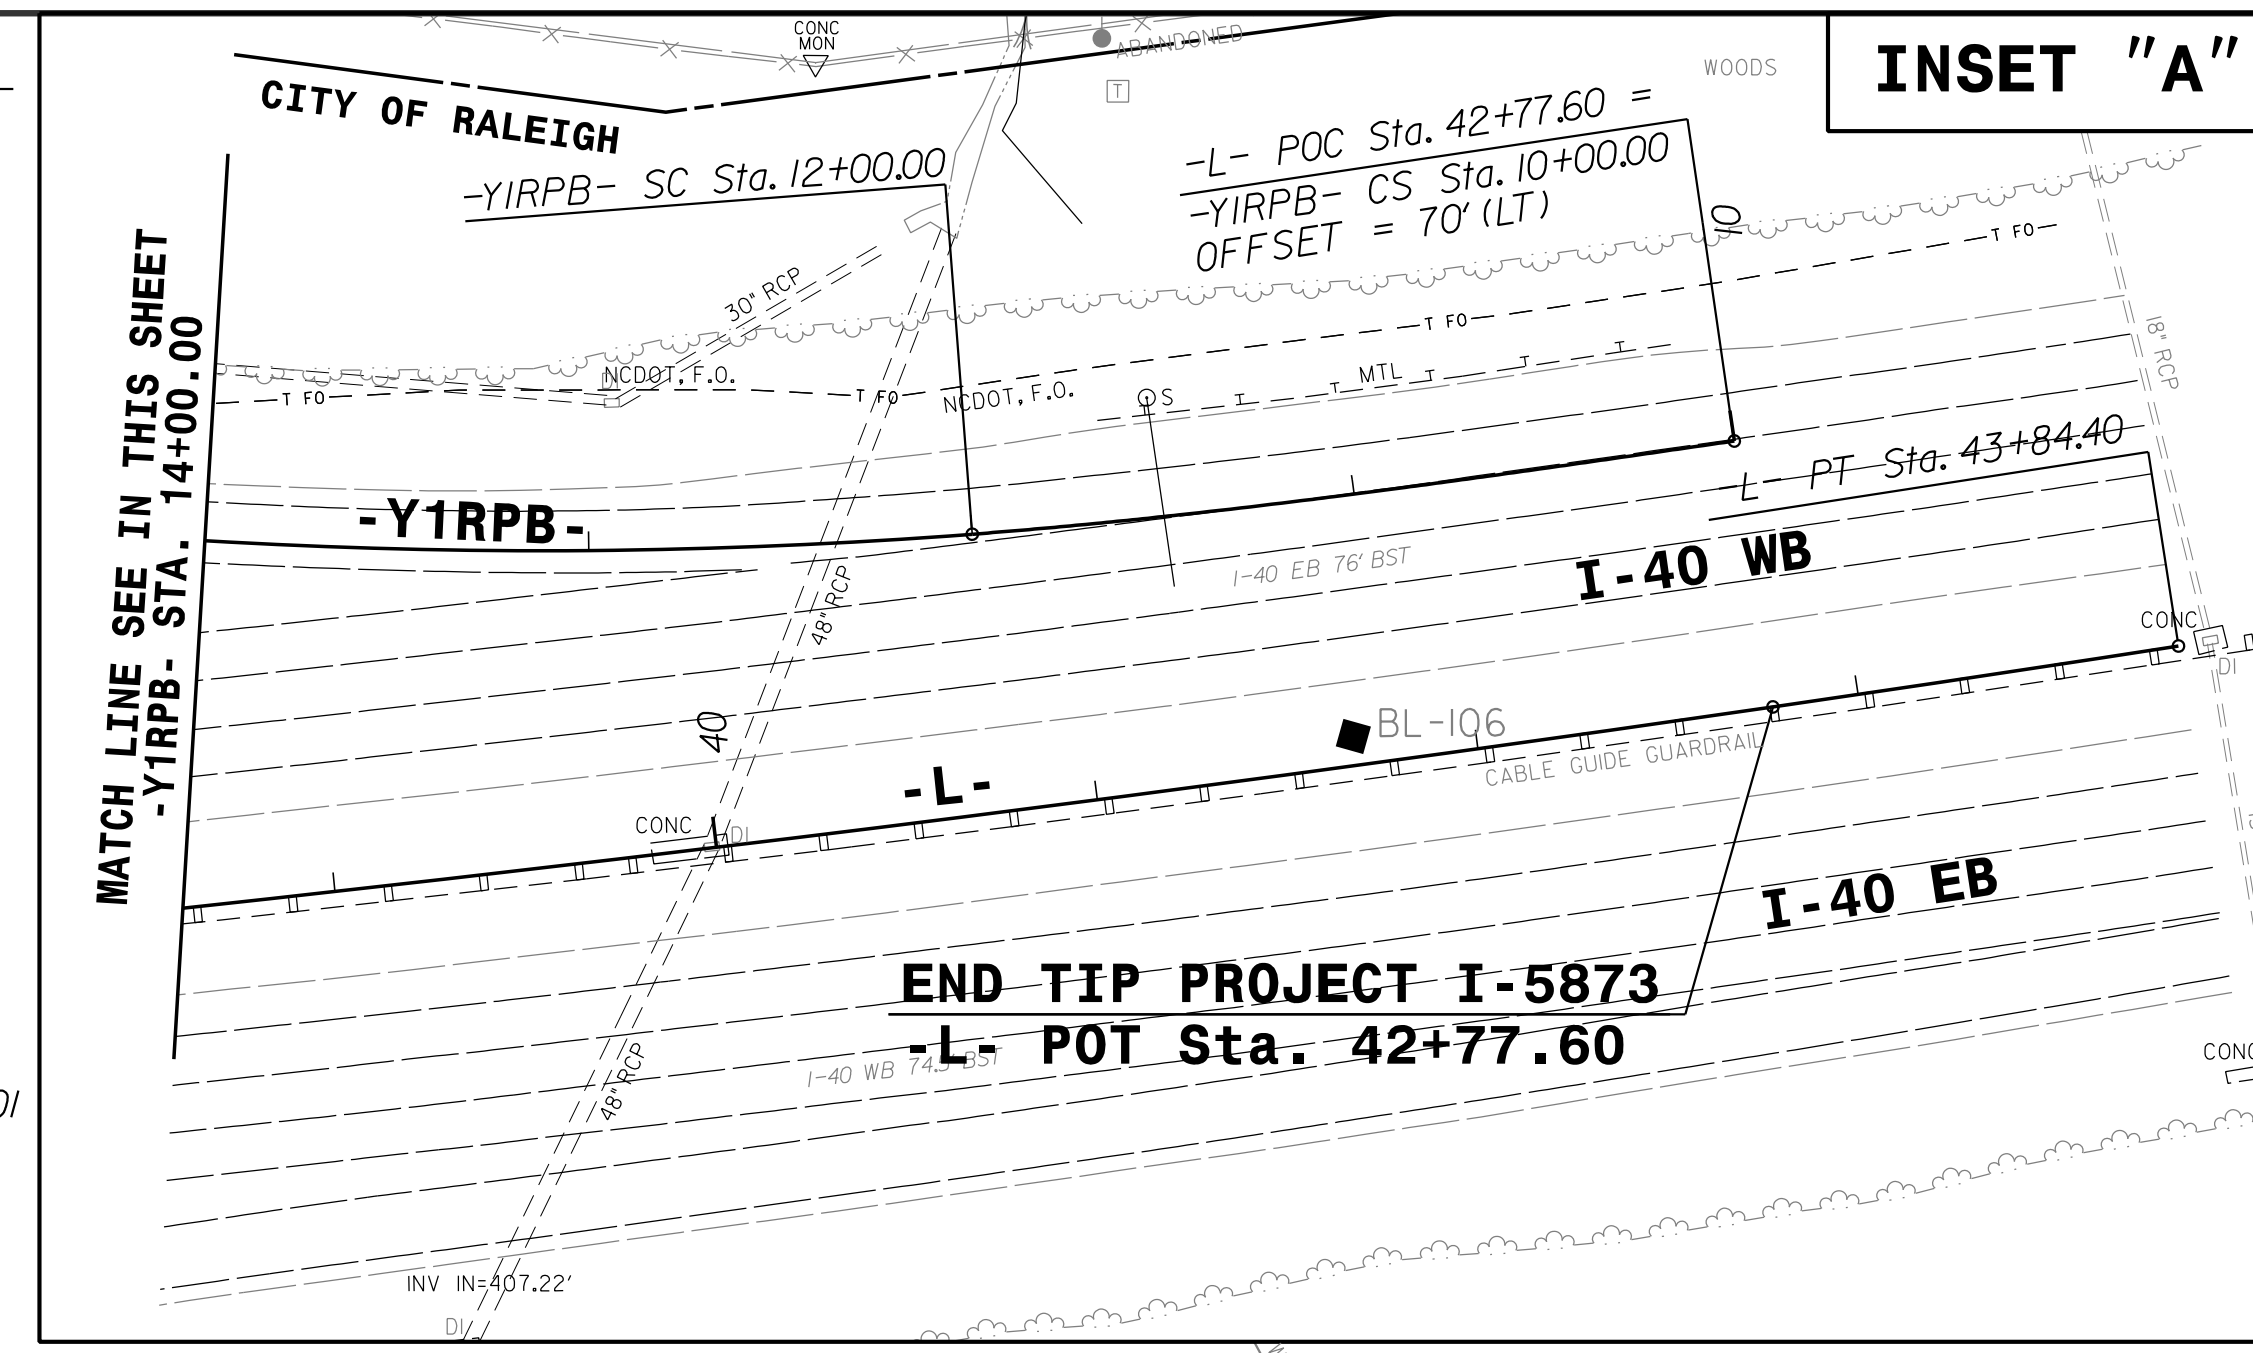 INSET "A"
WOODS
CONC
MON
ABANDONED
T
CITY OF RALEIGH
-Y1RPB- SC Sta. 12+00.00
-L- POC Sta. 42+77.60 =
-Y1RPB- CS Sta. 10+00.00
OFFSET = 70' (LT)
10
T FO
30" RCP
T FO
18" RCP
MATCH LINE SEE IN THIS SHEET
-Y1RPB- STA. 14+00.00
NCDOT, F.O.
DI
T FO
T FO
NCDOT, F.O.
S
T
T
T
MTL
T
T
T
-L- PT Sta. 43+84.40
-Y1RPB-
I-40 EB 76' BST
I-40 WB
48" RCP
CONC
DI
40
BL-106
CABLE GUIDE GUARDRAIL
-L-
CONC
DI
I-40 EB
END TIP PROJECT I-5873
-L- POT Sta. 42+77.60
I-40 WB 74.5' BST
48" RCP
CONC
INV IN=407.22'
DI